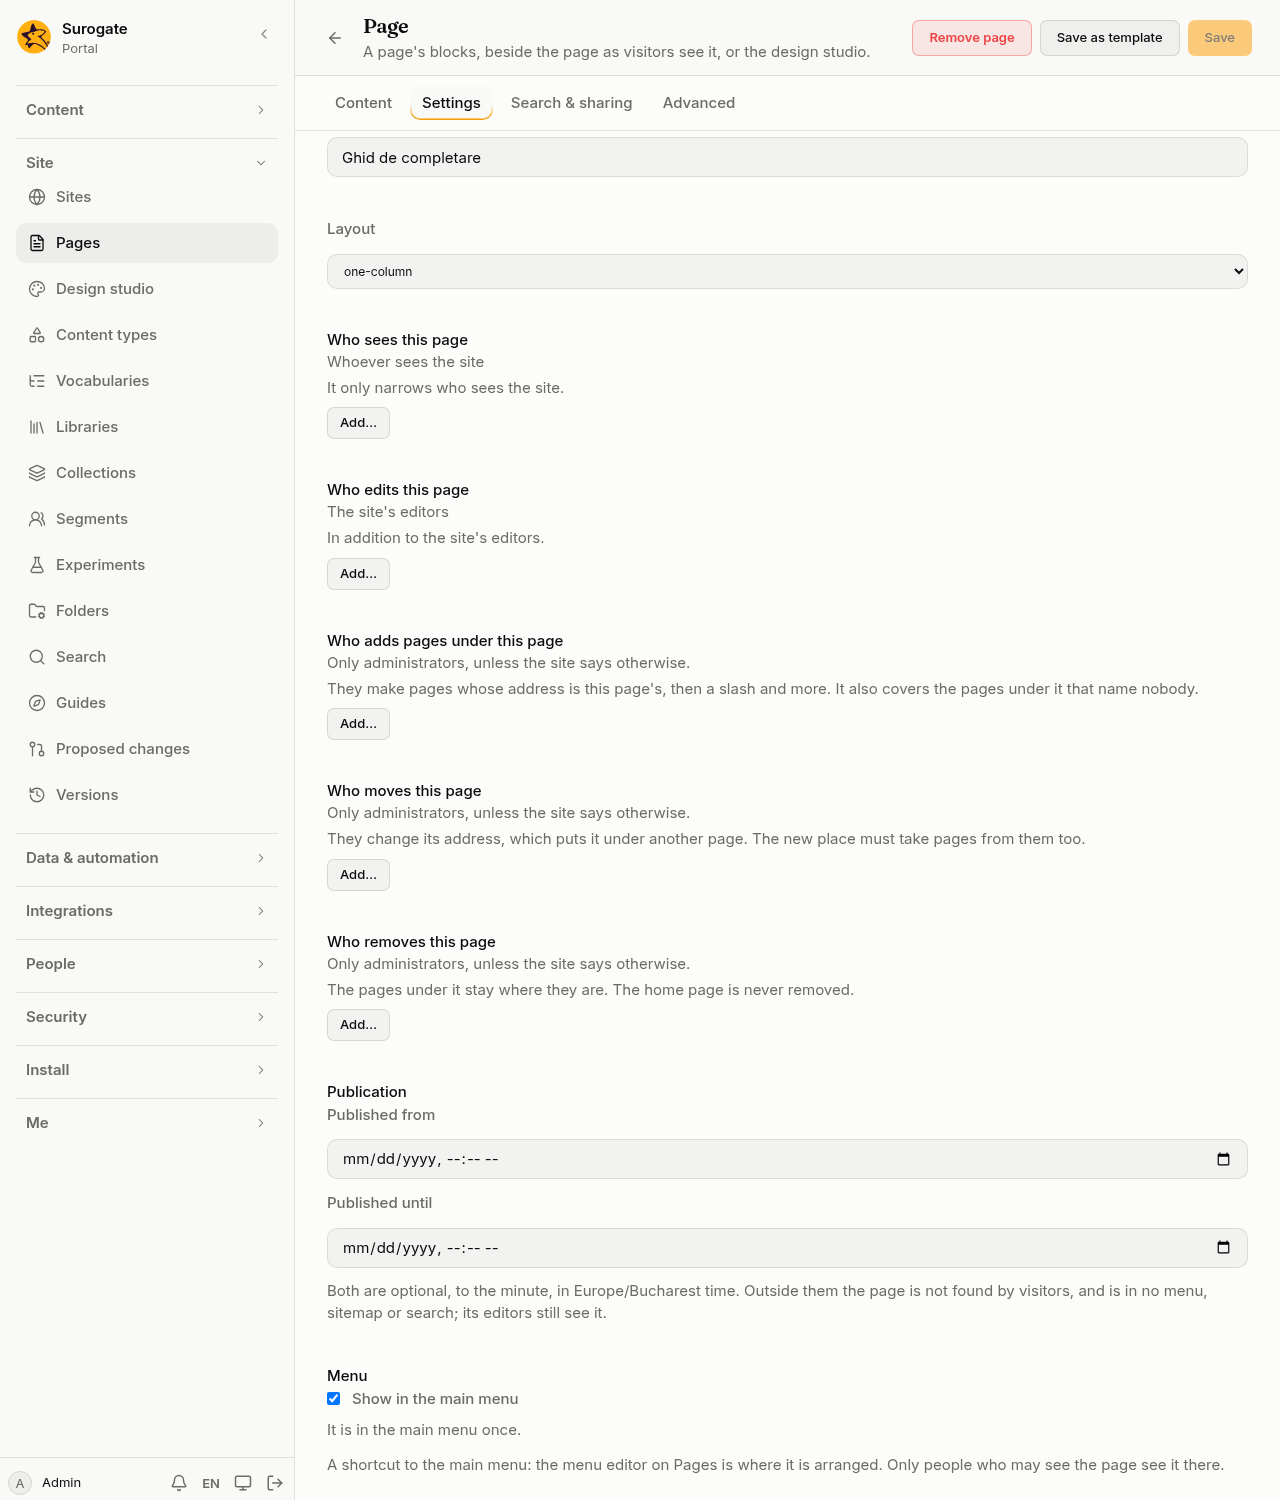 Surogate
Portal
Content
Site
Sites
Pages
Design studio
Content types
Vocabularies
Libraries
Collections
Segments
Experiments
Folders
Search
Guides
Proposed changes
Versions
Data & automation
Integrations
People
Security
Install
Me
A
Admin
EN
Page
A page's blocks, beside the page as visitors see it, or the design studio.
Remove page
Save as template
Save
Content
Settings
Search & sharing
Advanced
Ghid de completare
Layout
one-column
Who sees this page
Whoever sees the site
It only narrows who sees the site.
Add...
Who edits this page
The site's editors
In addition to the site's editors.
Add...
Who adds pages under this page
Only administrators, unless the site says otherwise.
They make pages whose address is this page's, then a slash and more. It also covers the pages under it that name nobody.
Add...
Who moves this page
Only administrators, unless the site says otherwise.
They change its address, which puts it under another page. The new place must take pages from them too.
Add...
Who removes this page
Only administrators, unless the site says otherwise.
The pages under it stay where they are. The home page is never removed.
Add...
Publication
Published from
mm/dd/yyyy, --:-- --
Published until
mm/dd/yyyy, --:-- --
Both are optional, to the minute, in Europe/Bucharest time. Outside them the page is not found by visitors, and is in no menu,
sitemap or search; its editors still see it.
Menu
Show in the main menu
It is in the main menu once.
A shortcut to the main menu: the menu editor on Pages is where it is arranged. Only people who may see the page see it there.